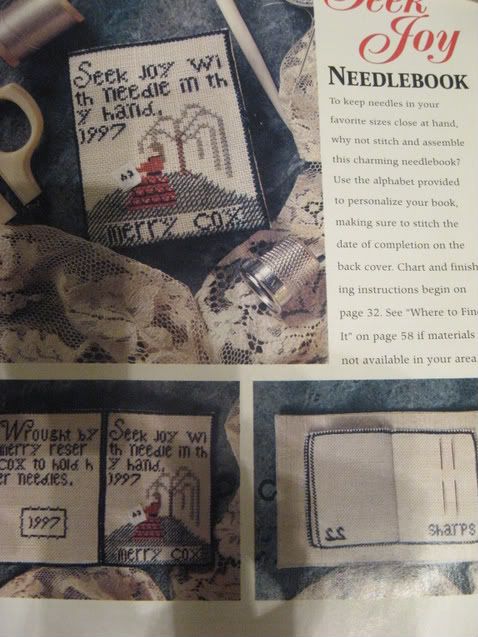 Seek Joy Wi
th needle in th
y hand.
1997
merry cox
Seek
Joy
NEEDLEBOOK
To keep needles in your
favorite sizes close at hand,
why not stitch and assemble
this charming needlebook?
Use the alphabet provided
to personalize your book,
making sure to stitch the
date of completion on the
back cover. Chart and finish-
ing instructions begin on
page 32. See "Where to Fin
It" on page 58 if materials
not available in your area
Wrought by
merry reser
cox to hold h
er needles.
1997
Seek Joy Wi
th needle in th
y hand.
1997
merry cox
22
sharps